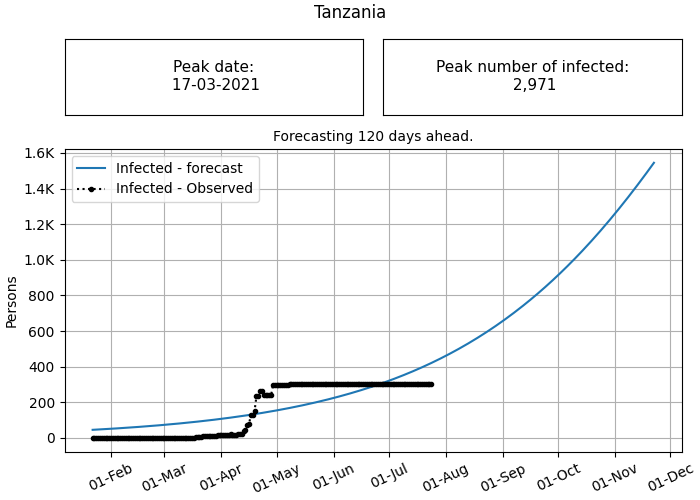 Tanzania
Peak date:
17-03-2021
Peak number of infected:
2,971
Forecasting 120 days ahead.
Infected - forecast
Infected - Observed
Persons
1.6K
1.4K
1.2K
1.0K
800
600
400
200
0
01-Feb
01-Mar
01-Apr
01-May
01-Jun
01-Jul
01-Aug
01-Sep
01-Oct
01-Nov
01-Dec